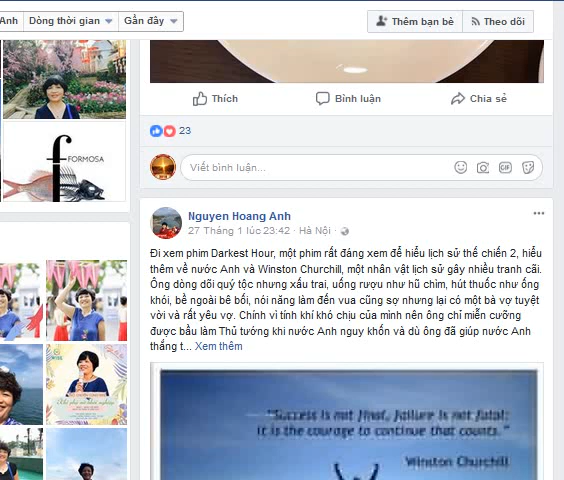 Anh
Dòng thời gian
Gần đây
Thêm bạn bè
Theo dõi
FORMOSA
Thích
Bình luận
Chia sẻ
23
Viết bình luận...
GIF
Nguyen Hoang Anh
27 Tháng 1 lúc 23:42 · Hà Nội ·
Đi xem phim Darkest Hour, một phim rất đáng xem để hiểu lịch sử thế chiến 2, hiểu
thêm về nước Anh và Winston Churchill, một nhân vật lịch sử gây nhiều tranh cãi.
Ông dòng dõi quý tộc nhưng xấu trai, uống rượu như hũ chìm, hút thuốc như ống
khói, bề ngoài bê bối, nói năng làm đến vua cũng sợ nhưng lại có một bà vợ tuyệt
vời và rất yêu vợ. Chính vì tính khí khó chịu của mình nên ông chỉ miễn cưỡng
được bầu làm Thủ tướng khi nước Anh nguy khốn và dù ông đã giúp nước Anh
thắng t... Xem thêm
"Success is not final, failure is not fatal:
it is the courage to continue that counts."
Winston Churchill